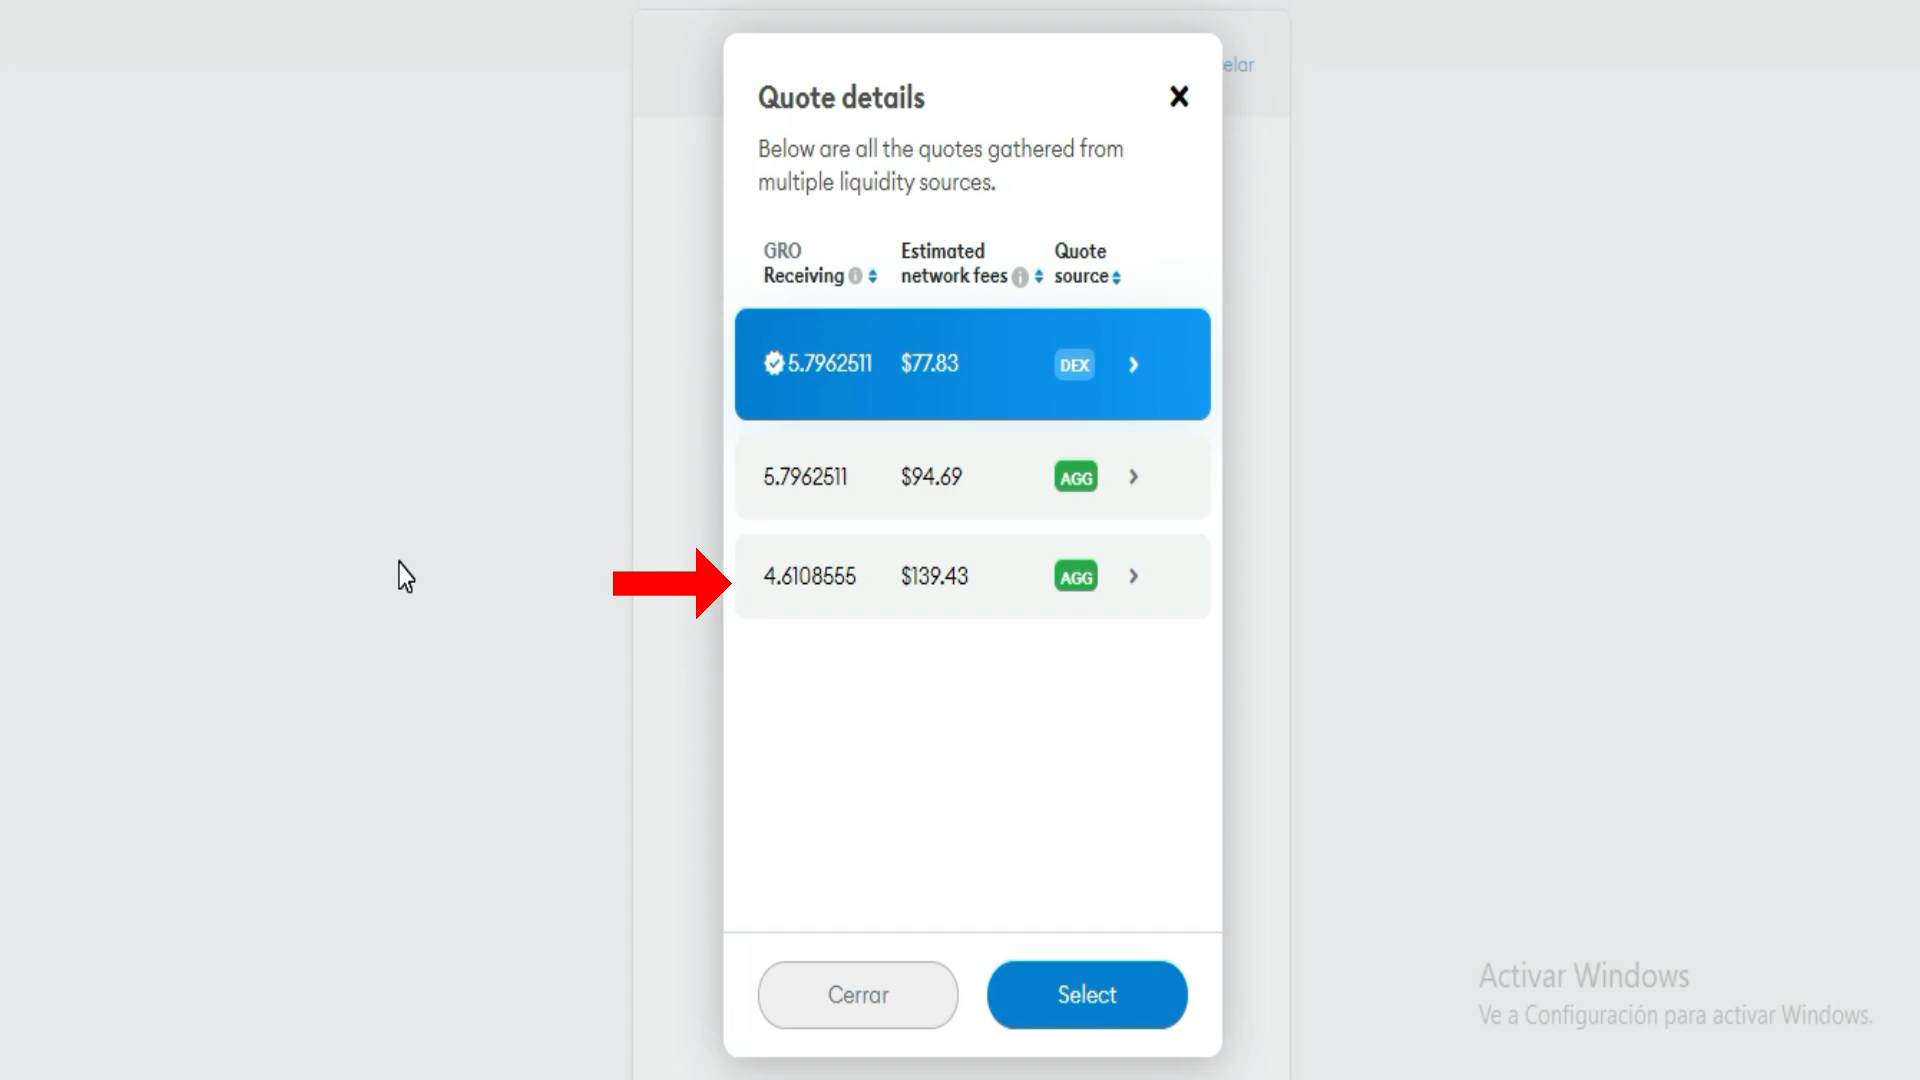 elar
Quote details
Below are all the quotes gathered from
multiple liquidity sources.
GRO
Receiving
Estimated
network fees
Quote
source
5.7962511 $77.83 DEX
5.7962511 $94.69 AGG
4.6108555 $139.43 AGG
Cerrar Select
Activar Windows
Ve a Configuración para activar Windows.